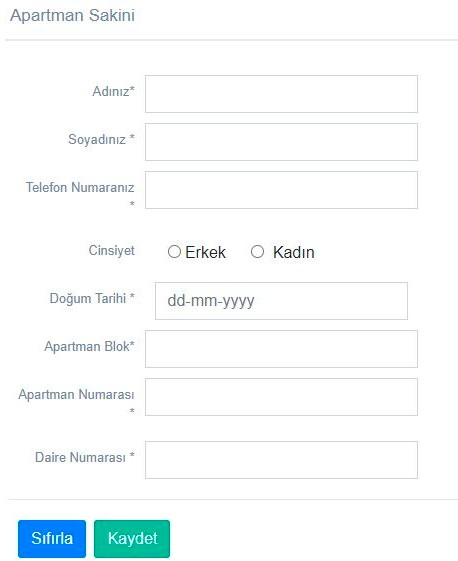 Apartman Sakini
Adınız*
Soyadınız *
Telefon Numaranız
*
Cinsiyet Erkek Kadın
Doğum Tarihi * dd-mm-yyyy
Apartman Blok*
Apartman Numarası
*
Daire Numarası *
Sıfırla Kaydet